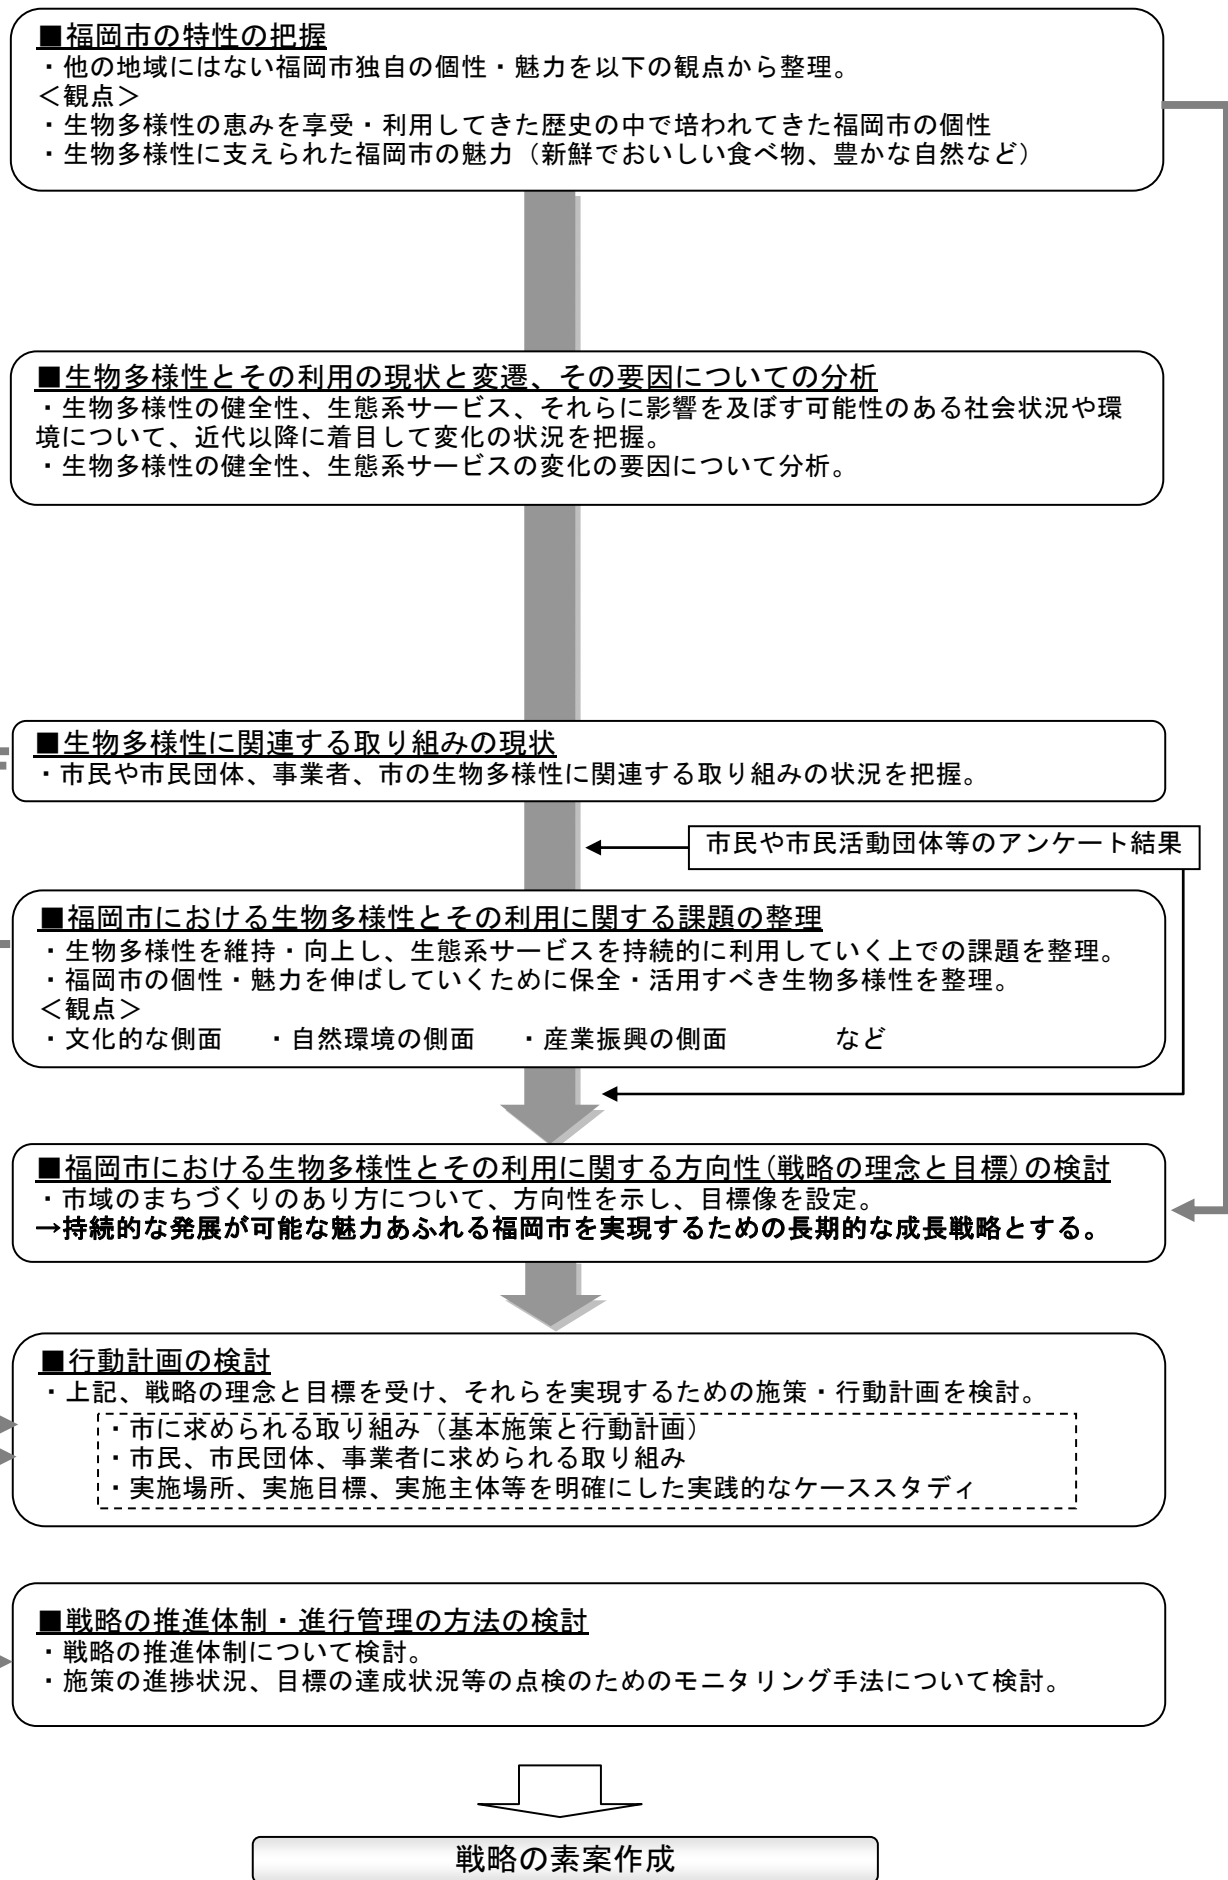 ■福岡市の特性の把握
・他の地域にはない福岡市独自の個性・魅力を以下の観点から整理。
＜観点＞
・生物多様性の恵みを享受・利用してきた歴史の中で培われてきた福岡市の個性
・生物多様性に支えられた福岡市の魅力（新鮮でおいしい食べ物、豊かな自然など）
■生物多様性とその利用の現状と変遷、その要因についての分析
・生物多様性の健全性、生態系サービス、それらに影響を及ぼす可能性のある社会状況や環
境について、近代以降に着目して変化の状況を把握。
・生物多様性の健全性、生態系サービスの変化の要因について分析。
■生物多様性に関連する取り組みの現状
・市民や市民団体、事業者、市の生物多様性に関連する取り組みの状況を把握。
市民や市民活動団体等のアンケート結果
■福岡市における生物多様性とその利用に関する課題の整理
・生物多様性を維持・向上し、生態系サービスを持続的に利用していく上での課題を整理。
・福岡市の個性・魅力を伸ばしていくために保全・活用すべき生物多様性を整理。
＜観点＞
・文化的な側面　・自然環境の側面　・産業振興の側面　　　など
■福岡市における生物多様性とその利用に関する方向性(戦略の理念と目標)の検討
・市域のまちづくりのあり方について、方向性を示し、目標像を設定。
→持続的な発展が可能な魅力あふれる福岡市を実現するための長期的な成長戦略とする。
■行動計画の検討
・上記、戦略の理念と目標を受け、それらを実現するための施策・行動計画を検討。
・市に求められる取り組み（基本施策と行動計画）
・市民、市民団体、事業者に求められる取り組み
・実施場所、実施目標、実施主体等を明確にした実践的なケーススタディ
■戦略の推進体制・進行管理の方法の検討
・戦略の推進体制について検討。
・施策の進捗状況、目標の達成状況等の点検のためのモニタリング手法について検討。
戦略の素案作成